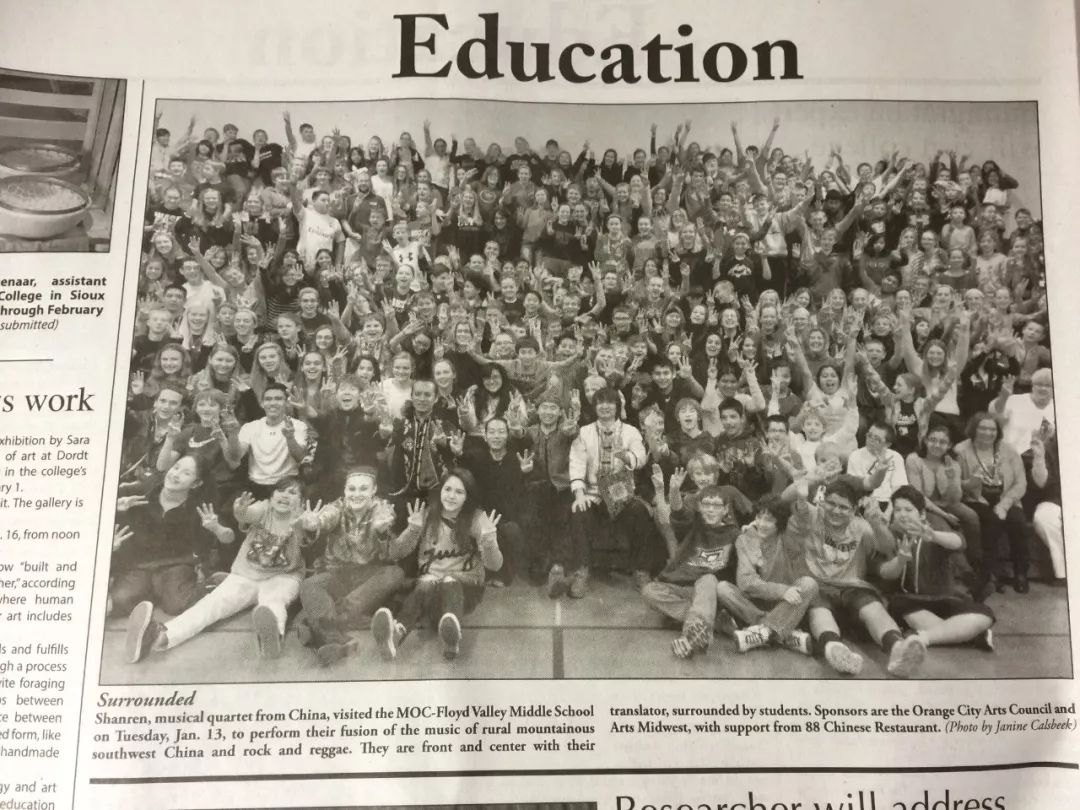 Education
enaar, assistant
College in Sioux
hrough February
submitted)
s work
xhibition by Sara
of art at Dordt
in the college's
ry 1.
it. The gallery is
. 16, from noon
ow "built and
her," according
where human
art includes
ls and fulfills
gh a process
ite foraging
s between
ce between
ed form, like
handmade
gy and art
education
Surrounded
Shanren, musical quartet from China, visited the MOC-Floyd Valley Middle School
on Tuesday, Jan. 13, to perform their fusion of the music of rural mountainous
southwest China and rock and reggae. They are front and center with their
translator, surrounded by students. Sponsors are the Orange City Arts Council and
Arts Midwest, with support from 88 Chinese Restaurant. (Photo by Janine Calsbeek)
Researcher will address